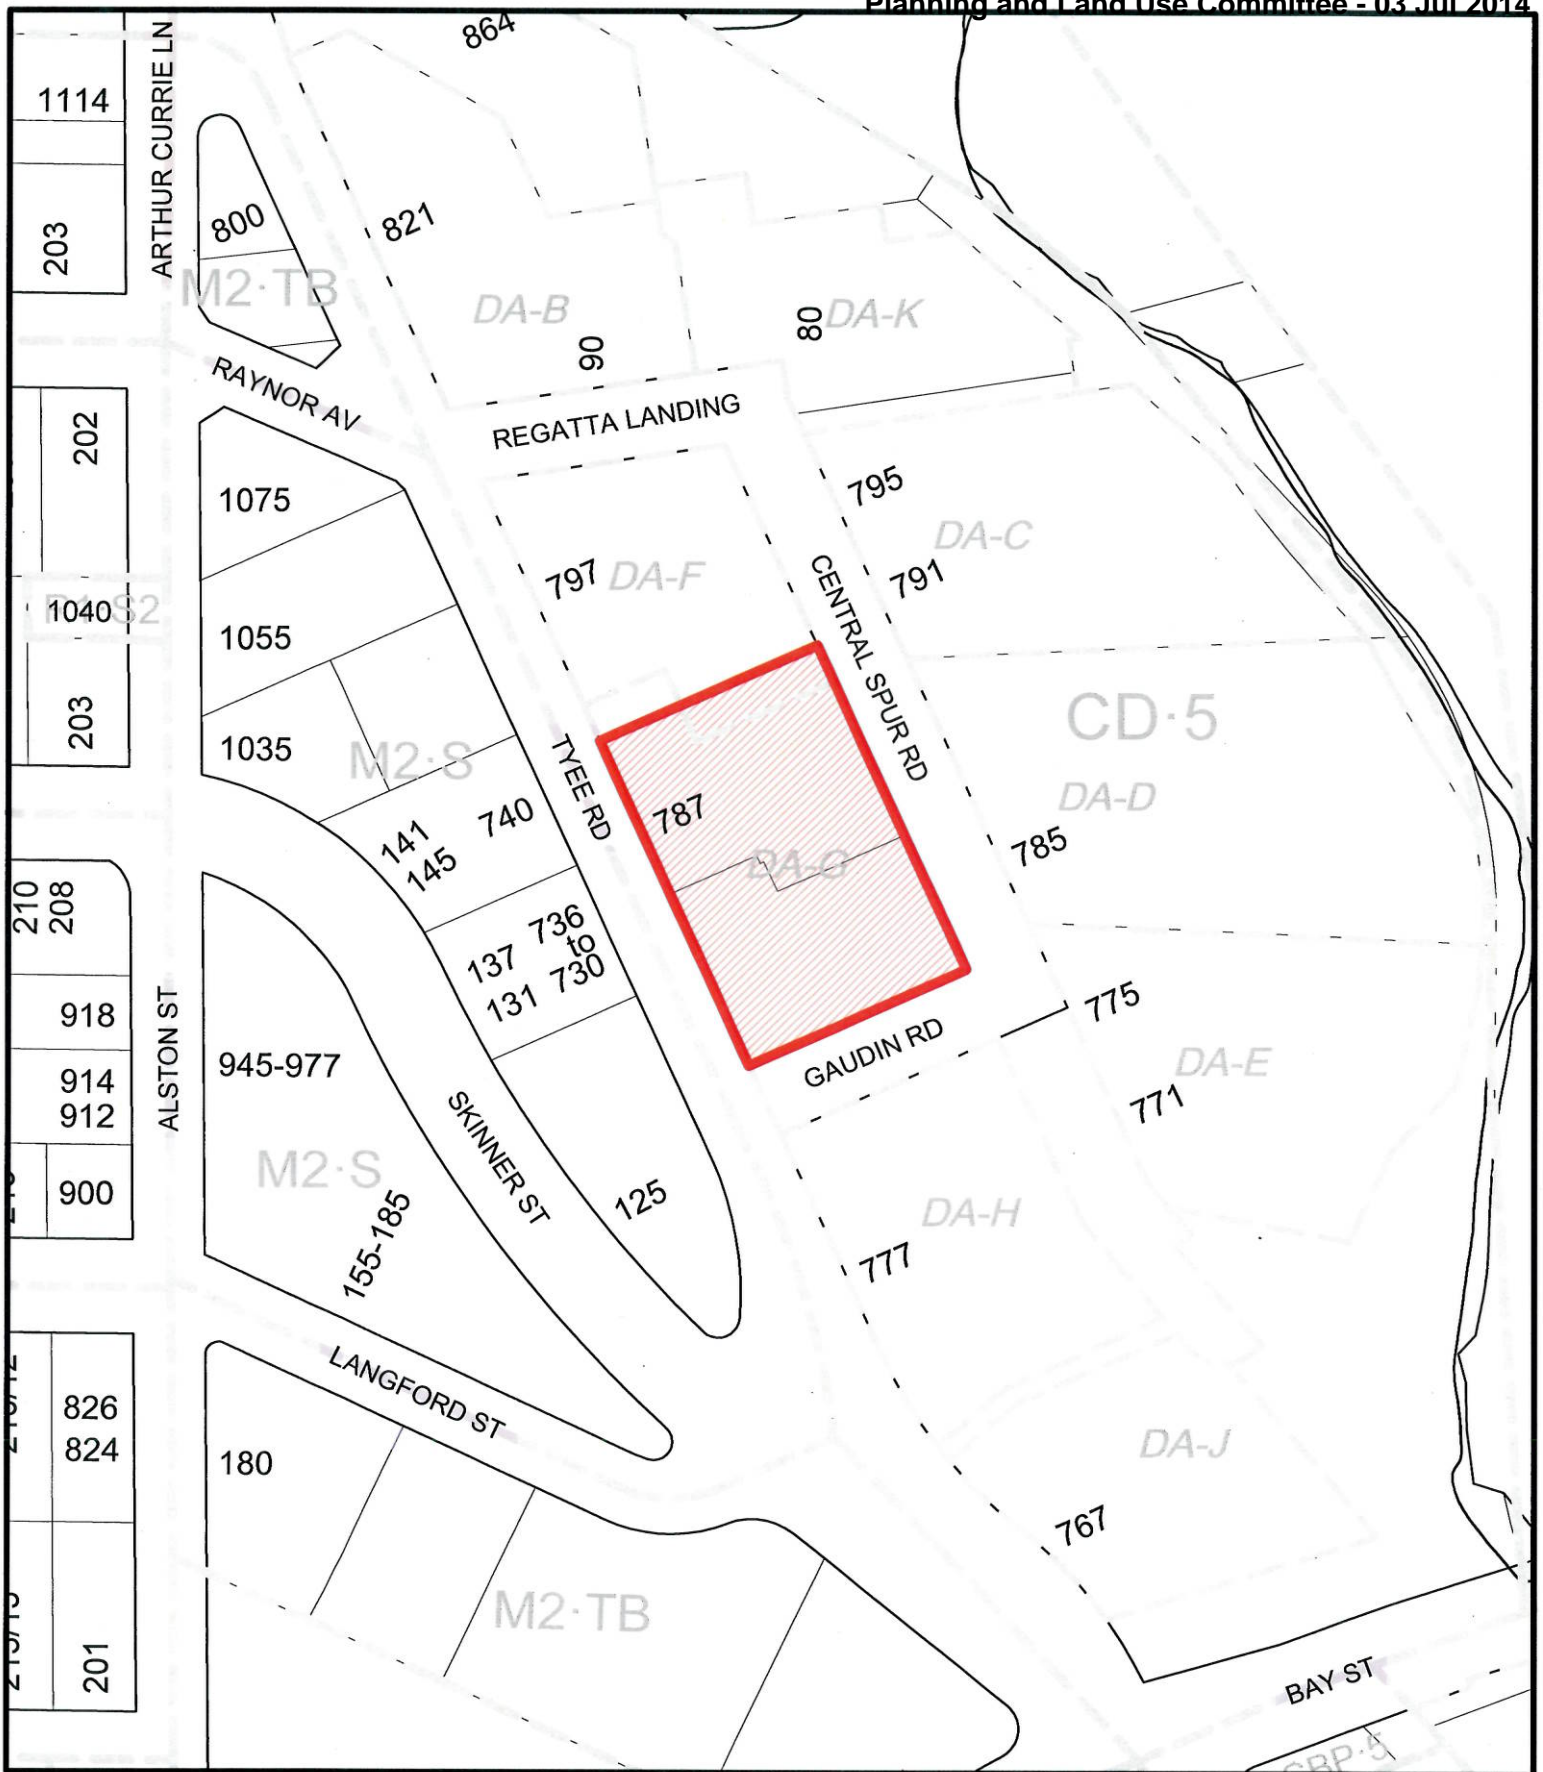 Planning and Land Use Committee - 03 Jul 2014
864
1114
ARTHUR CURRIE LN
203
800
821
M2·TB
DA-B
90
80
DA-K
RAYNOR AV
REGATTA LANDING
202
1075
795
DA-C
797
DA-F
CENTRAL SPUR RD
791
1040
1055
203
1035
M2·S
TYEE RD
CD·5
DA-D
787
141
145
740
DA-G
785
210
208
137
131
736
to
730
918
ALSTON ST
945-977
914
912
GAUDIN RD
775
DA-E
771
SKINNER ST
M2·S
900
125
155-185
DA-H
777
LANGFORD ST
826
824
180
DA-J
767
M2·TB
201
BAY ST